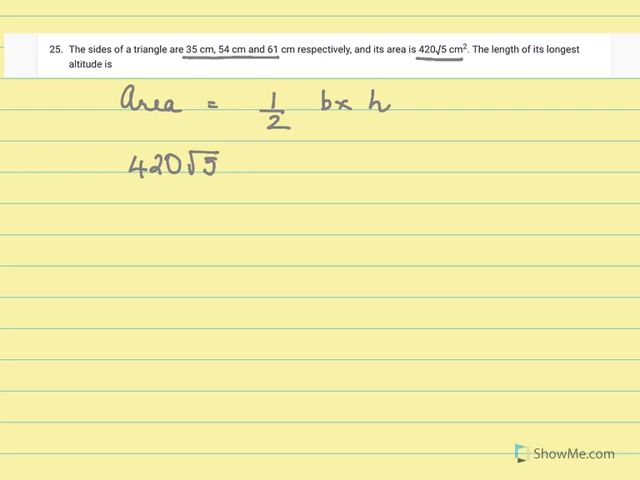 25. The sides of a triangle are 35 cm, 54 cm and 61 cm respectively, and its area is 420√5 cm². The length of its longest
altitude is
Area = 1/2 b x h
420√5
ShowMe.com